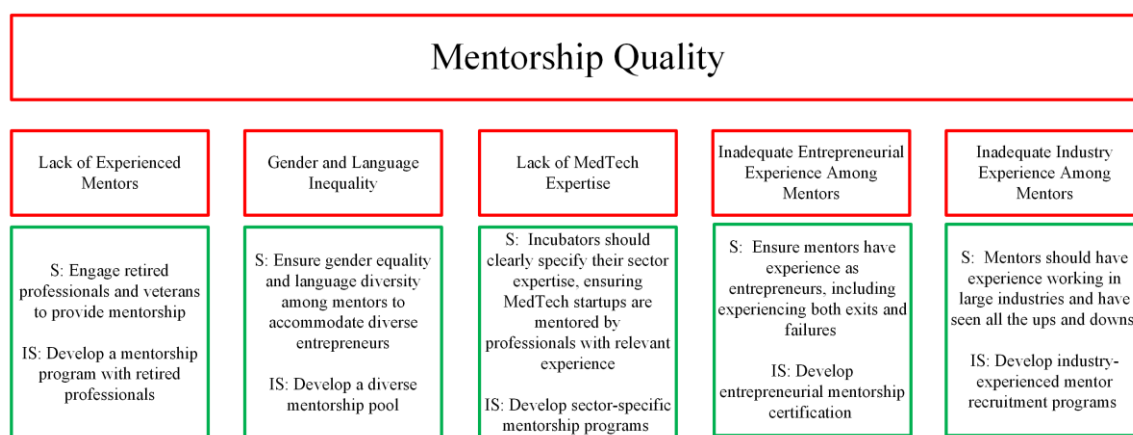 Mentorship Quality
Lack of Experienced
Mentors
Gender and Language
Inequality
Lack of MedTech
Expertise
Inadequate Entrepreneurial
Experience Among
Mentors
Inadequate Industry
Experience Among
Mentors
S: Engage retired
professionals and veterans
to provide mentorship
IS: Develop a mentorship
program with retired
professionals
S: Ensure gender equality
and language diversity
among mentors to
accommodate diverse
entrepreneurs
IS: Develop a diverse
mentorship pool
S: Incubators should
clearly specify their sector
expertise, ensuring
MedTech startups are
mentored by
professionals with relevant
experience
IS: Develop sector-specific
mentorship programs
S: Ensure mentors have
experience as
entrepreneurs, including
experiencing both exits and
failures
IS: Develop
entrepreneurial mentorship
certification
S: Mentors should have
experience working in
large industries and have
seen all the ups and downs
IS: Develop industry-
experienced mentor
recruitment programs